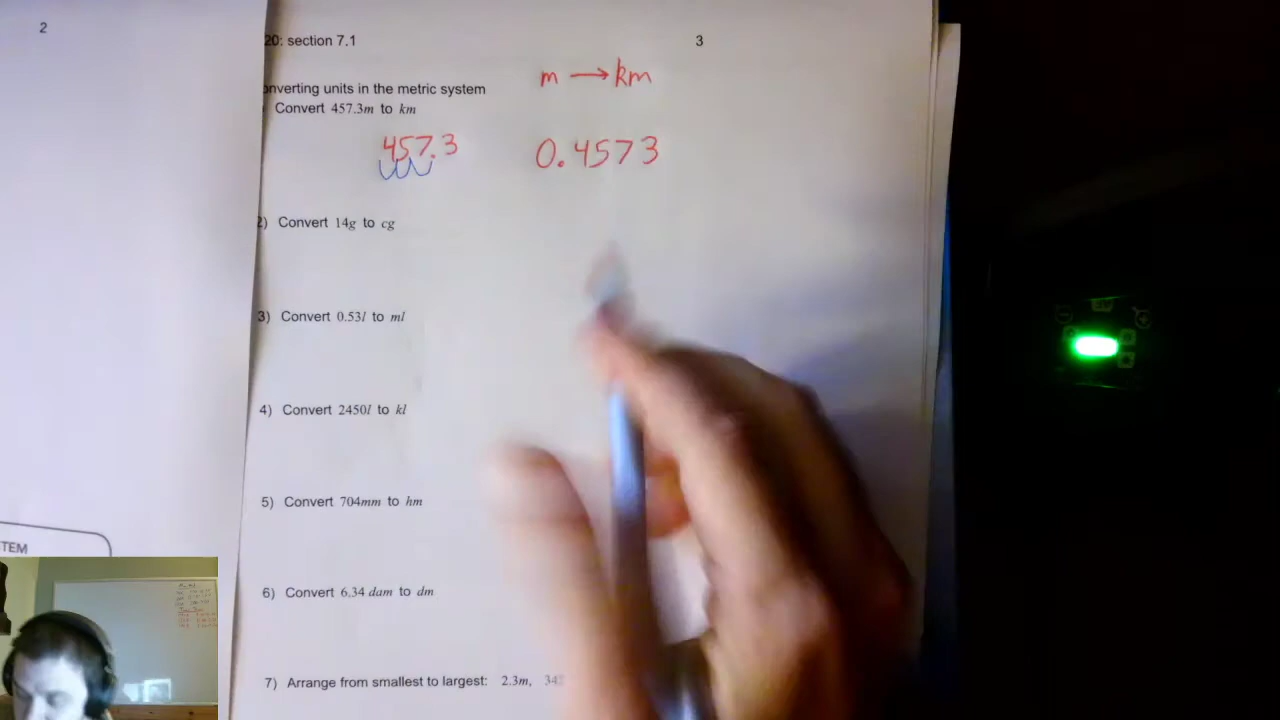 2
20: section 7.1
3
onverting units in the metric system
m → km
Convert 457.3m to km
457.3
0.4573
2) Convert 14g to cg
3) Convert 0.53l to ml
4) Convert 2450l to kl
5) Convert 704mm to hm
TEM
6) Convert 6.34 dam to dm
7) Arrange from smallest to largest: 2.3m, 34